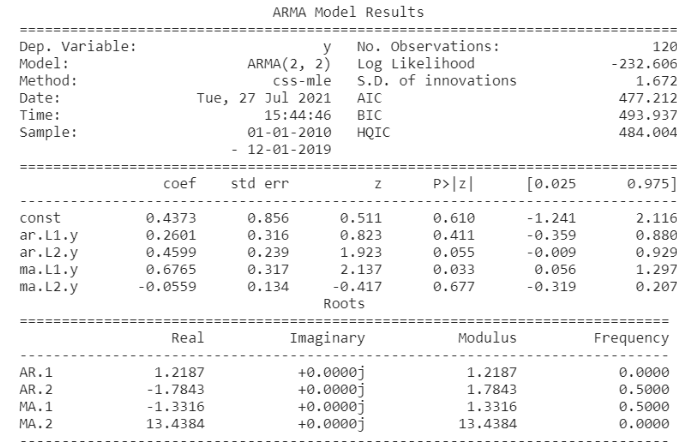 ARMA Model Results
==============================================================================
Dep. Variable:                      y   No. Observations:                  120
Model:                     ARMA(2, 2)   Log Likelihood                -232.606
Method:                       css-mle   S.D. of innovations              1.672
Date:                Tue, 27 Jul 2021   AIC                            477.212
Time:                        15:44:46   BIC                            493.937
Sample:                    01-01-2010   HQIC                           484.004
                         - 12-01-2019
==============================================================================
                 coef    std err          z      P>|z|      [0.025      0.975]
------------------------------------------------------------------------------
const          0.4373      0.856      0.511      0.610      -1.241       2.116
ar.L1.y        0.2601      0.316      0.823      0.411      -0.359       0.880
ar.L2.y        0.4599      0.239      1.923      0.055      -0.009       0.929
ma.L1.y        0.6765      0.317      2.137      0.033       0.056       1.297
ma.L2.y       -0.0559      0.134     -0.417      0.677      -0.319       0.207
                                    Roots
=============================================================================
                  Real          Imaginary           Modulus         Frequency
-----------------------------------------------------------------------------
AR.1            1.2187           +0.0000j            1.2187            0.0000
AR.2           -1.7843           +0.0000j            1.7843            0.5000
MA.1           -1.3316           +0.0000j            1.3316            0.5000
MA.2           13.4384           +0.0000j           13.4384            0.0000
-----------------------------------------------------------------------------